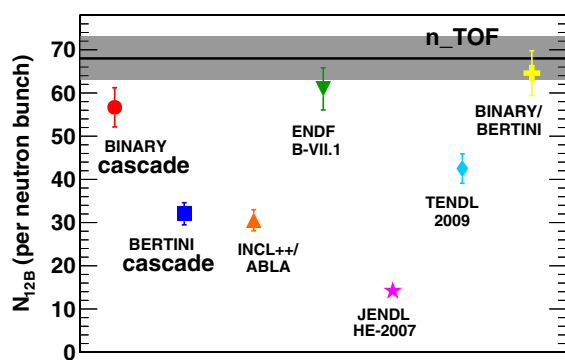 n_TOF
70
60
50
40
30
20
10
0
N12B (per neutron bunch)
BINARY
cascade
BERTINI
cascade
INCL++/
ABLA
ENDF
B-VII.1
JENDL
HE-2007
TENDL
2009
BINARY/
BERTINI